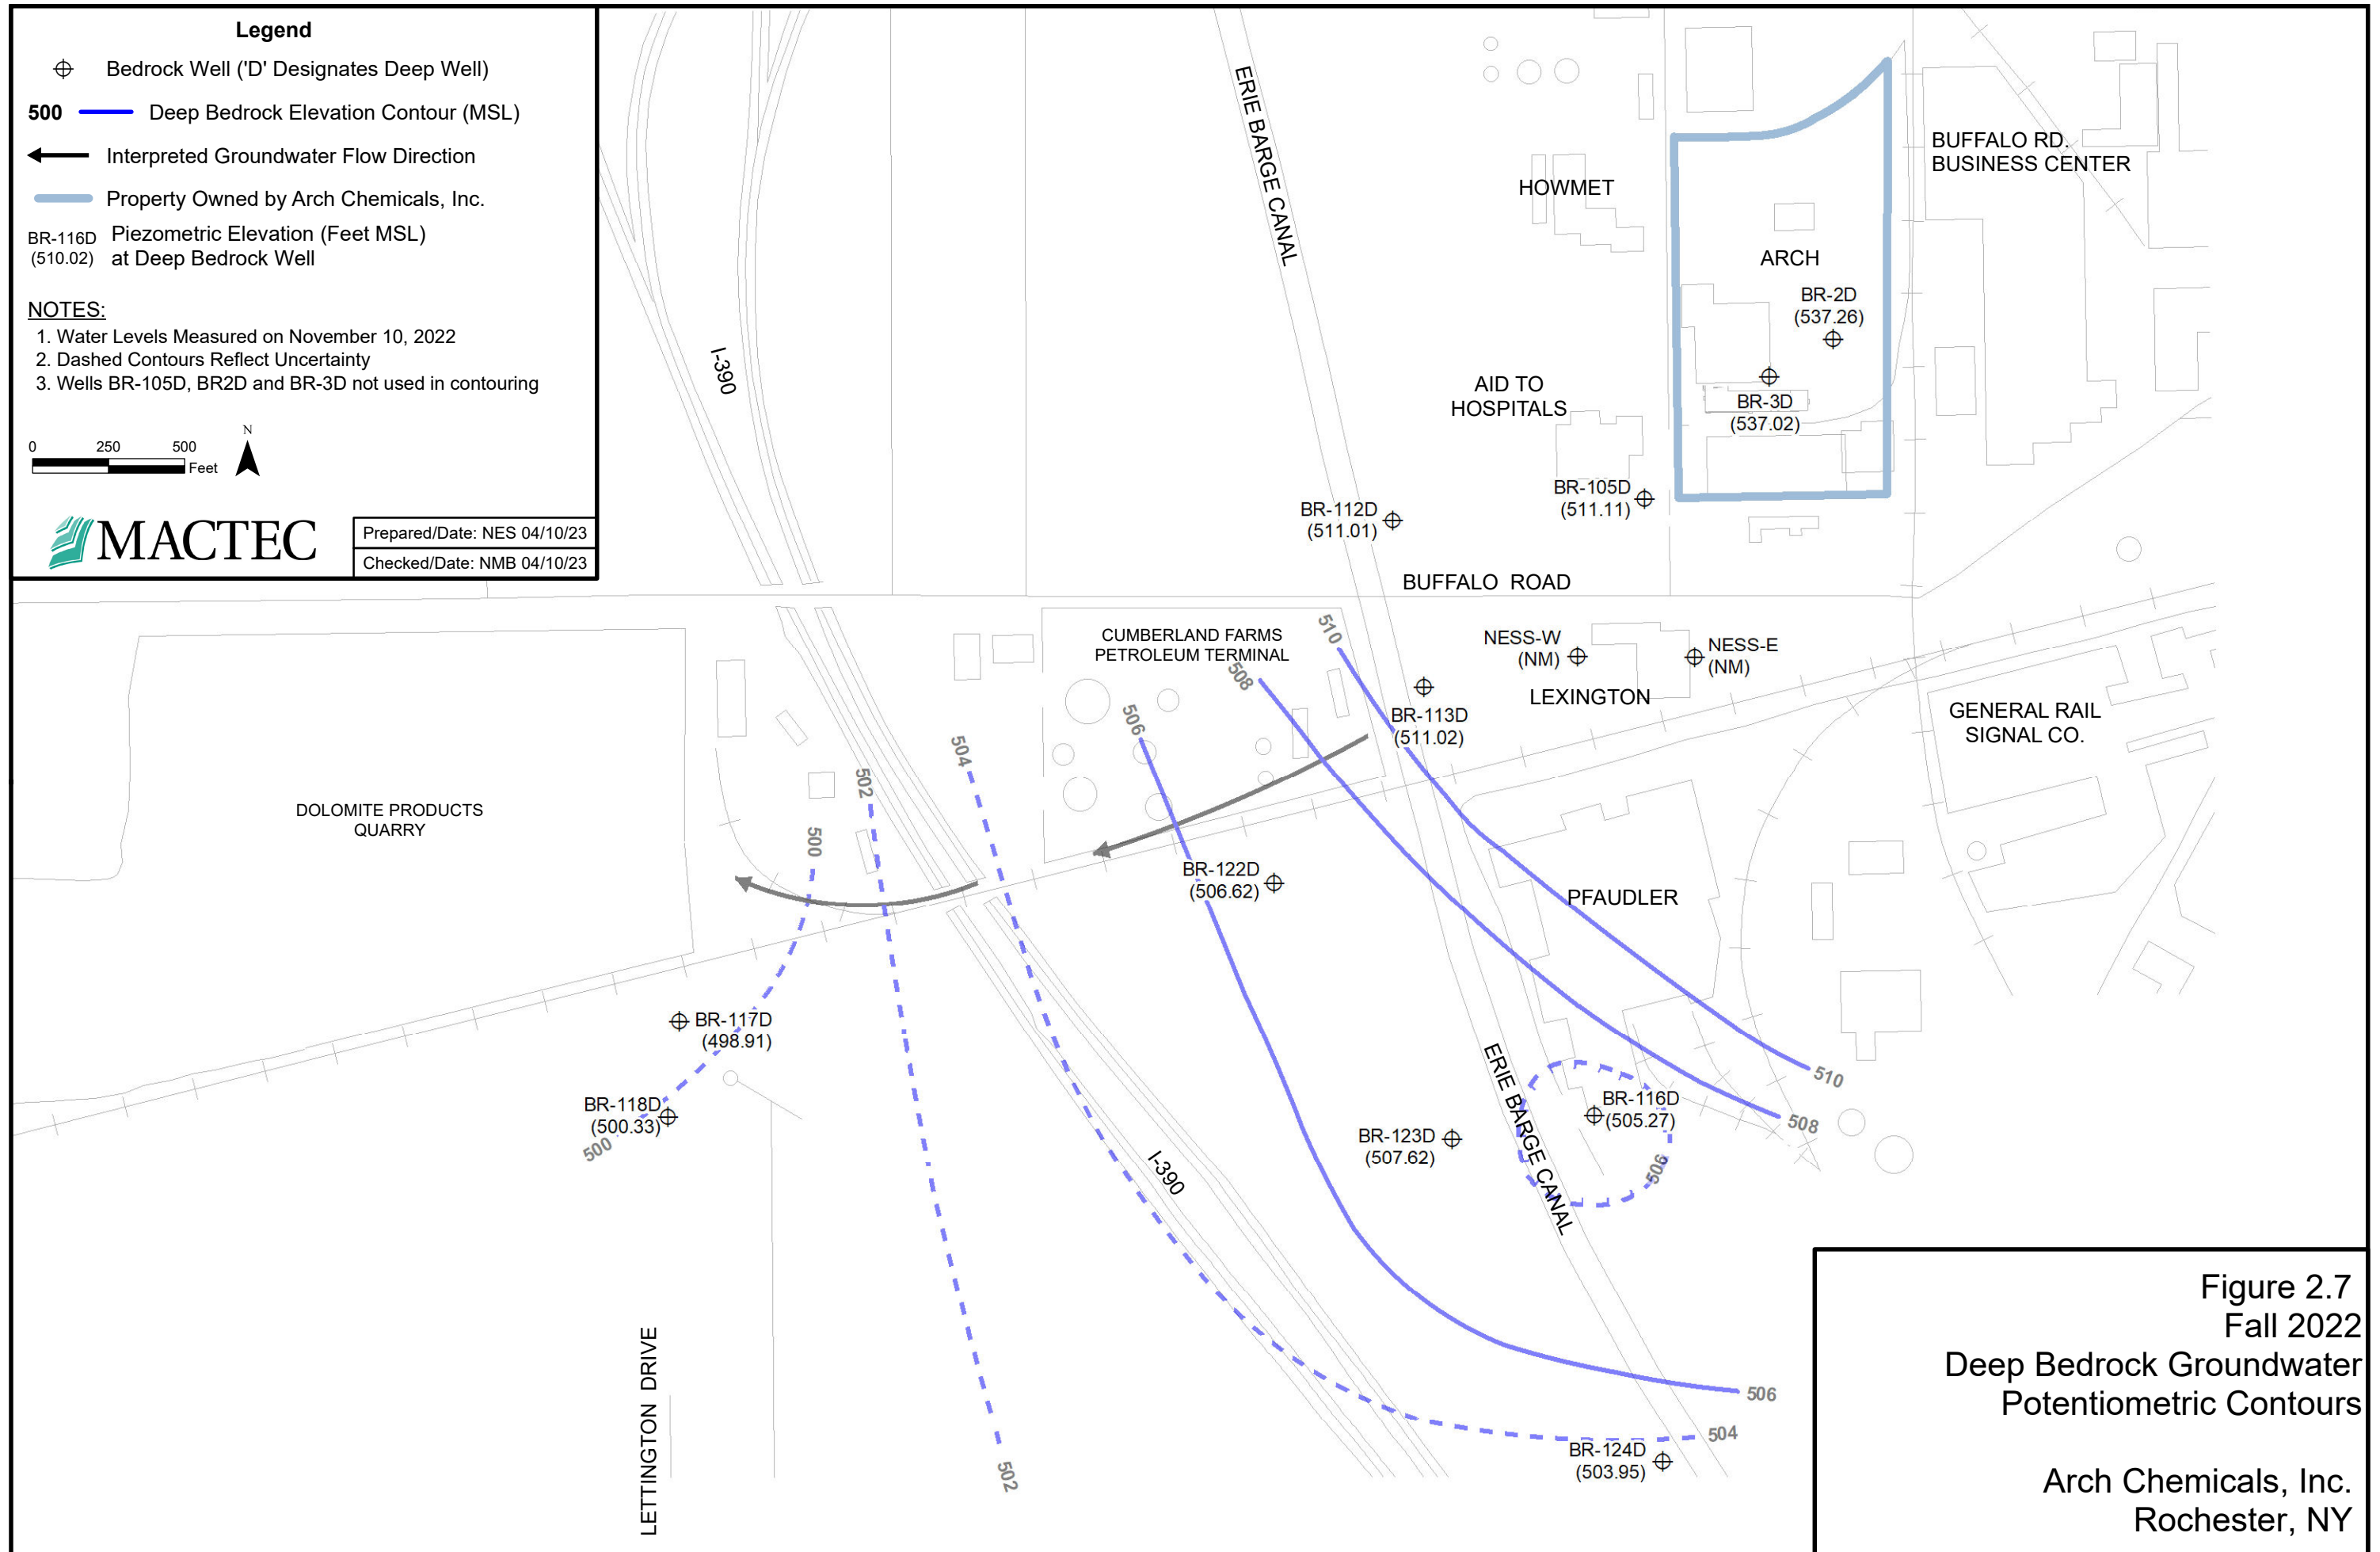 Legend
Bedrock Well ('D' Designates Deep Well)
500 Deep Bedrock Elevation Contour (MSL)
Interpreted Groundwater Flow Direction
Property Owned by Arch Chemicals, Inc.
BR-116D
(510.02)
Piezometric Elevation (Feet MSL)
at Deep Bedrock Well
NOTES:
1. Water Levels Measured on November 10, 2022
2. Dashed Contours Reflect Uncertainty
3. Wells BR-105D, BR2D and BR-3D not used in contouring
0 250 500
Feet
N
MACTEC
Prepared/Date: NES 04/10/23
Checked/Date: NMB 04/10/23
I-390
ERIE BARGE CANAL
HOWMET
BUFFALO RD.
BUSINESS CENTER
ARCH
BR-2D
(537.26)
BR-3D
(537.02)
AID TO
HOSPITALS
BR-105D
(511.11)
BR-112D
(511.01)
BUFFALO ROAD
CUMBERLAND FARMS
PETROLEUM TERMINAL
510
508
506
504
502
500
NESS-W
(NM)
NESS-E
(NM)
LEXINGTON
BR-113D
(511.02)
GENERAL RAIL
SIGNAL CO.
DOLOMITE PRODUCTS
QUARRY
BR-122D
(506.62)
PFAUDLER
BR-117D
(498.91)
BR-118D
(500.33)
500
ERIE BARGE CANAL
BR-116D
(505.27)
506
510
508
BR-123D
(507.62)
I-390
LETTINGTON DRIVE
506
504
502
BR-124D
(503.95)
Figure 2.7
Fall 2022
Deep Bedrock Groundwater
Potentiometric Contours
Arch Chemicals, Inc.
Rochester, NY